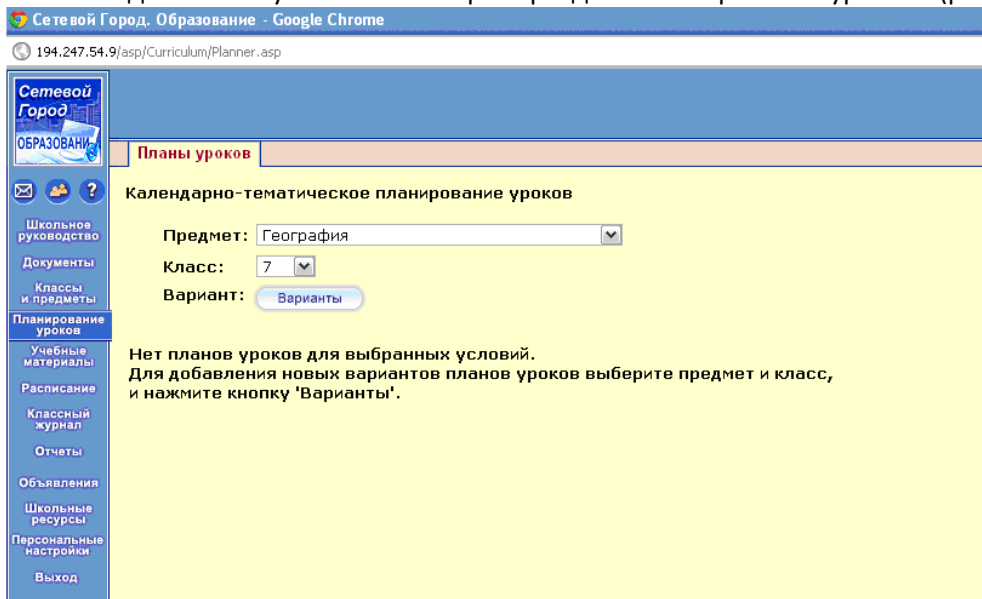 Сетевой Город. Образование - Google Chrome
194.247.54.9/asp/Curriculum/Planner.asp
Сетевой
Город
ОБРАЗОВАНИ
Планы уроков
?
Календарно-тематическое планирование уроков
Предмет: География
Класс: 7
Вариант: Варианты
Нет планов уроков для выбранных условий.
Для добавления новых вариантов планов уроков выберите предмет и класс,
и нажмите кнопку 'Варианты'.
Школьное
руководство
Документы
Классы
и предметы
Планирование
уроков
Учебные
материалы
Расписание
Классный
журнал
Отчеты
Объявления
Школьные
ресурсы
Персональные
настройки
Выход